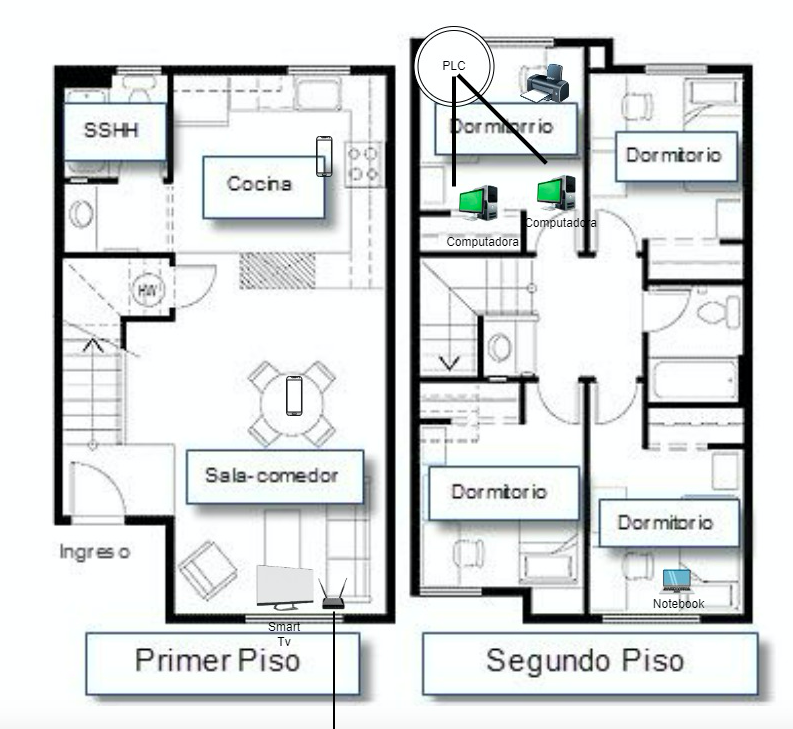 SSHH
Cocina
HW
Sala-comedor
Ingreso
Smart
Tv
Primer Piso
PLC
Dormitorrio
Dormitorio
Computadora
Computadora
Dormitorio
Dormitorio
Notebook
Segundo Piso